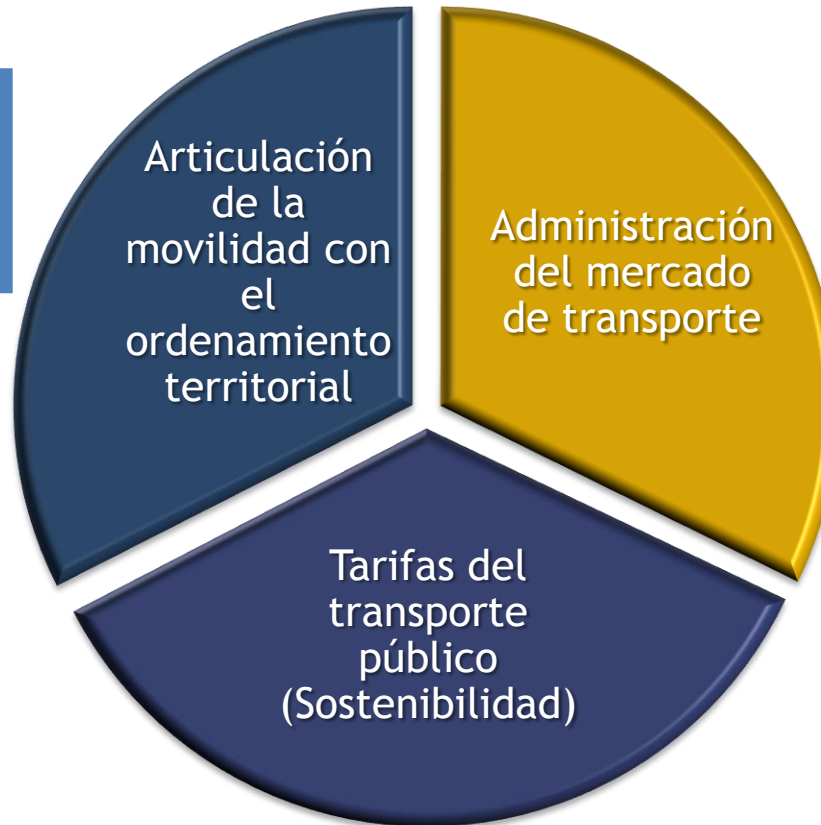 Articulación
de la
movilidad con
el
ordenamiento
territorial
Administración
del mercado
de transporte
Tarifas del
transporte
público
(Sostenibilidad)